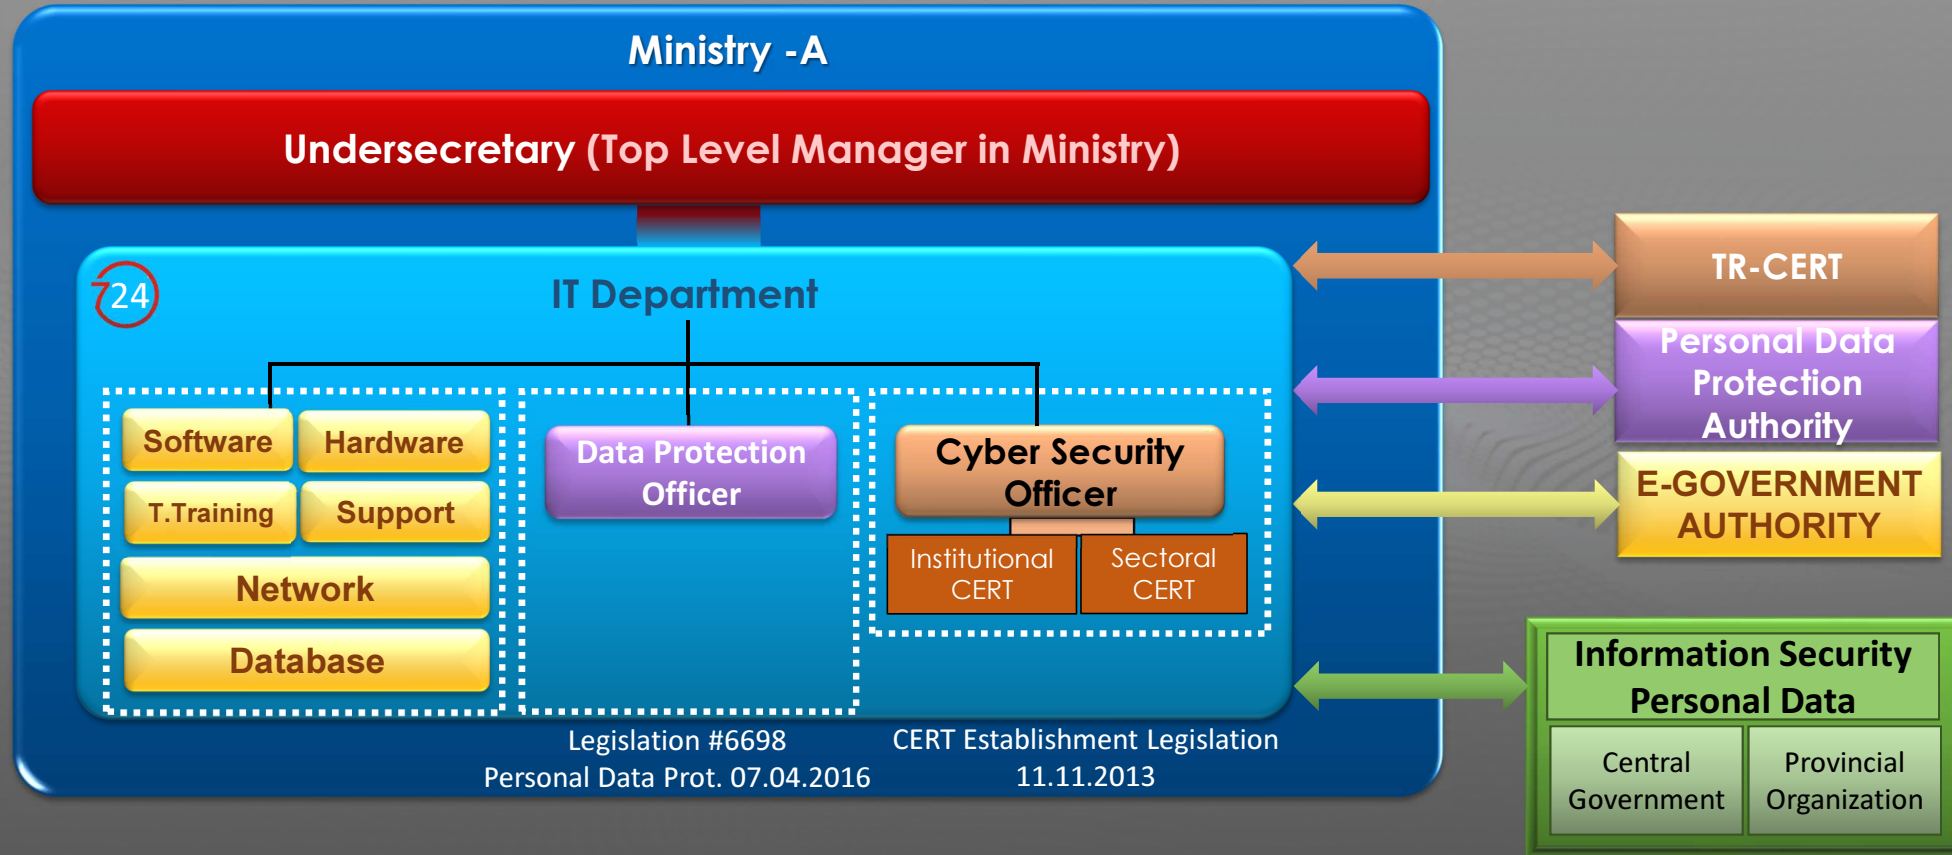 Ministry -A
Undersecretary (Top Level Manager in Ministry)
724
IT Department
Software
Hardware
T.Training
Support
Network
Database
Data Protection
Officer
Cyber Security
Officer
Institutional
CERT
Sectoral
CERT
Legislation #6698
Personal Data Prot. 07.04.2016
CERT Establishment Legislation
11.11.2013
TR-CERT
Personal Data
Protection
Authority
E-GOVERNMENT
AUTHORITY
Information Security
Personal Data
Central
Government
Provincial
Organization